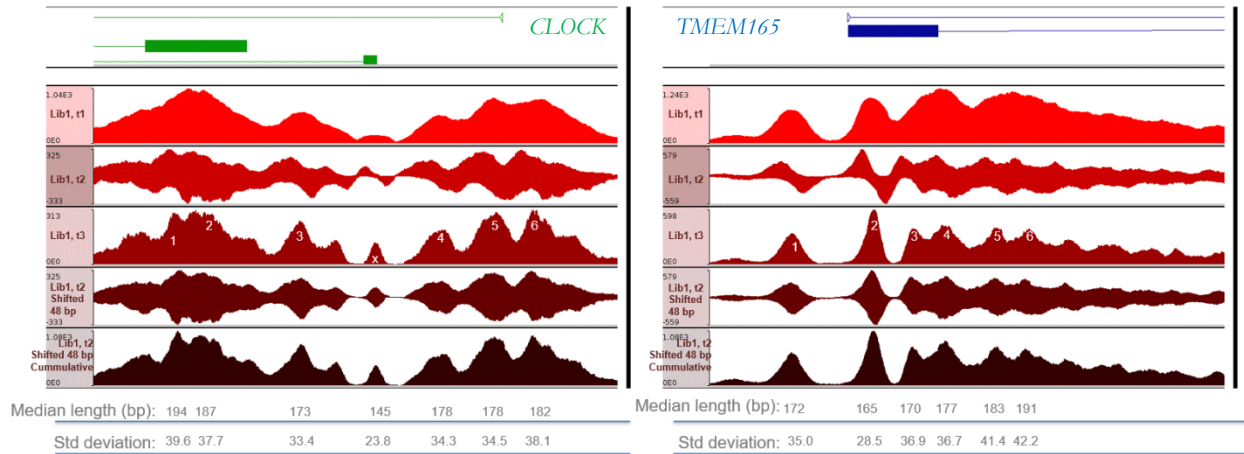 CLOCK
1.04E3
Lib1, t1
0E0
325
Lib1, t2
-333
313
Lib1, t3
0E0
1 2 3 x 4 5 6
325
Lib1, t2
Shifted
48 bp
-333
1.08E3
Lib1, t2
Shifted 48 bp
Cummulative
0E0
Median length (bp): 194 187 173 145 178 178 182
Std deviation: 39.6 37.7 33.4 23.8 34.3 34.5 38.1
TMEM165
1.24E3
Lib1, t1
0E0
579
Lib1, t2
-559
598
Lib1, t3
0E0
1 2 3 4 5 6
579
Lib1, t2
Shifted
48 bp
-559
1.08E3
Lib1, t2
Shifted 48 bp
Cummulative
0E0
Median length (bp): 172 165 170 177 183 191
Std deviation: 35.0 28.5 36.9 36.7 41.4 42.2